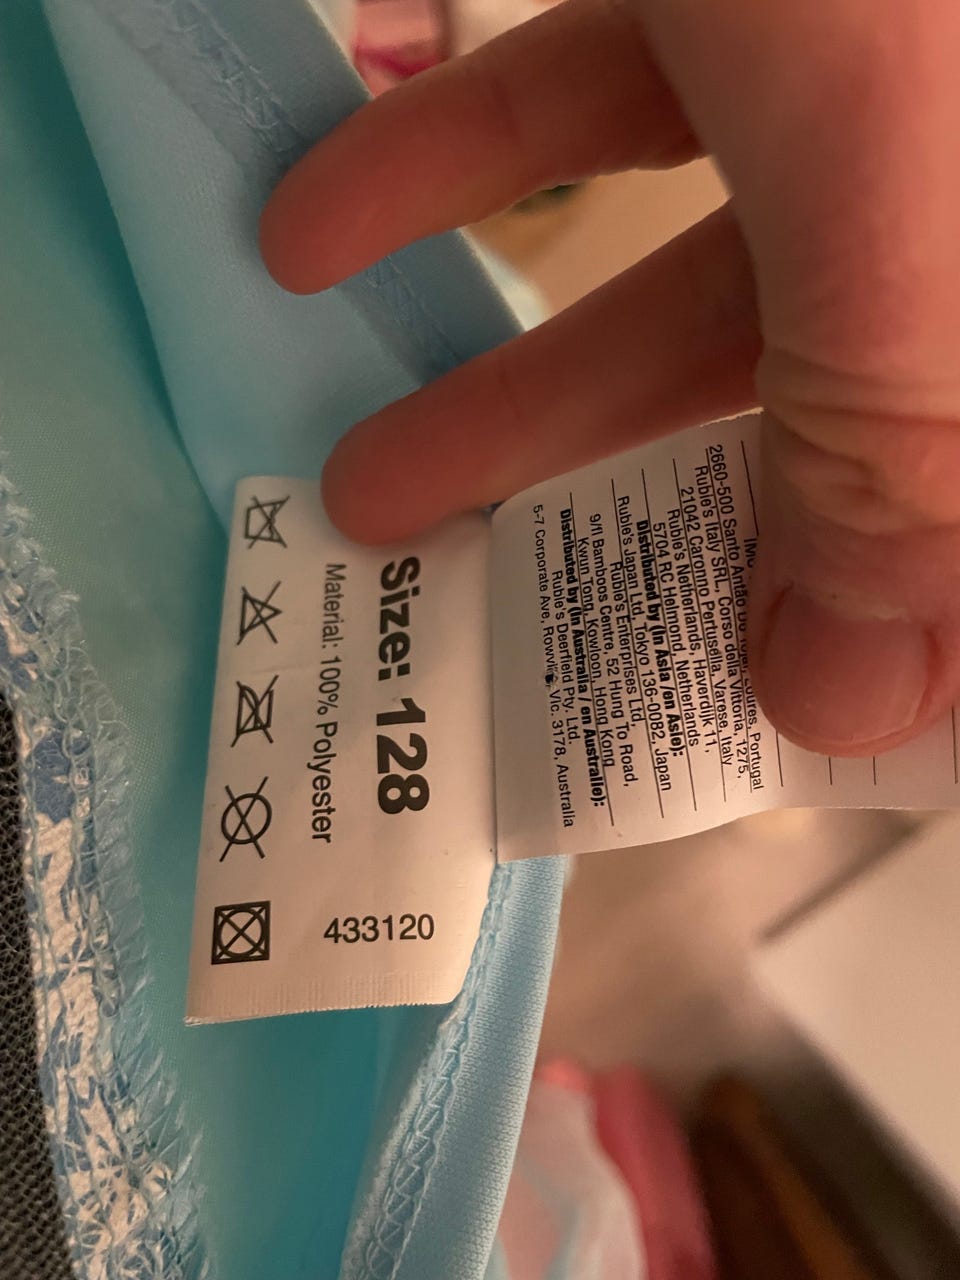 2660-500 Santo Antão Do Tojal, Loures, Portugal
Rubie's Italy SRL, Corso della Vittoria, 1275,
21042 Caronno Pertusella, Varese, Italy
Rubie's Netherlands, Haverdijk 11,
5704 RC Helmond, Netherlands
Distributed by (in Asia /en Asie):
Rubie's Japan Ltd, Tokyo 136-0082, Japan
Rubie's Enterprises Ltd,
9/fl Bamboos Centre, 52 Hung To Road,
Kwun Tong, Kowloon, Hong Kong
Distributed by (in Australia / en Australie):
Rubie's Deerfield Pty. Ltd.,
5-7 Corporate Ave, Rowville, Vic. 3178, Australia
Size: 128
Material: 100% Polyester
433120